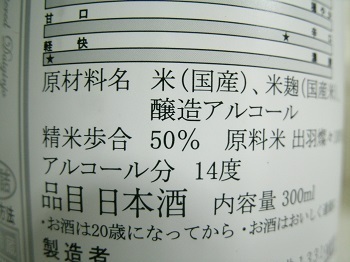 甘口
軽快
★
原材料名 米(国産)、米麹(国産米
醸造アルコール
精米歩合 50% 原料米 出羽燦々
アルコール分 14度
品目 日本酒 内容量 300ml
・お酒は20歳になってから ・お酒はおいしく
製造者